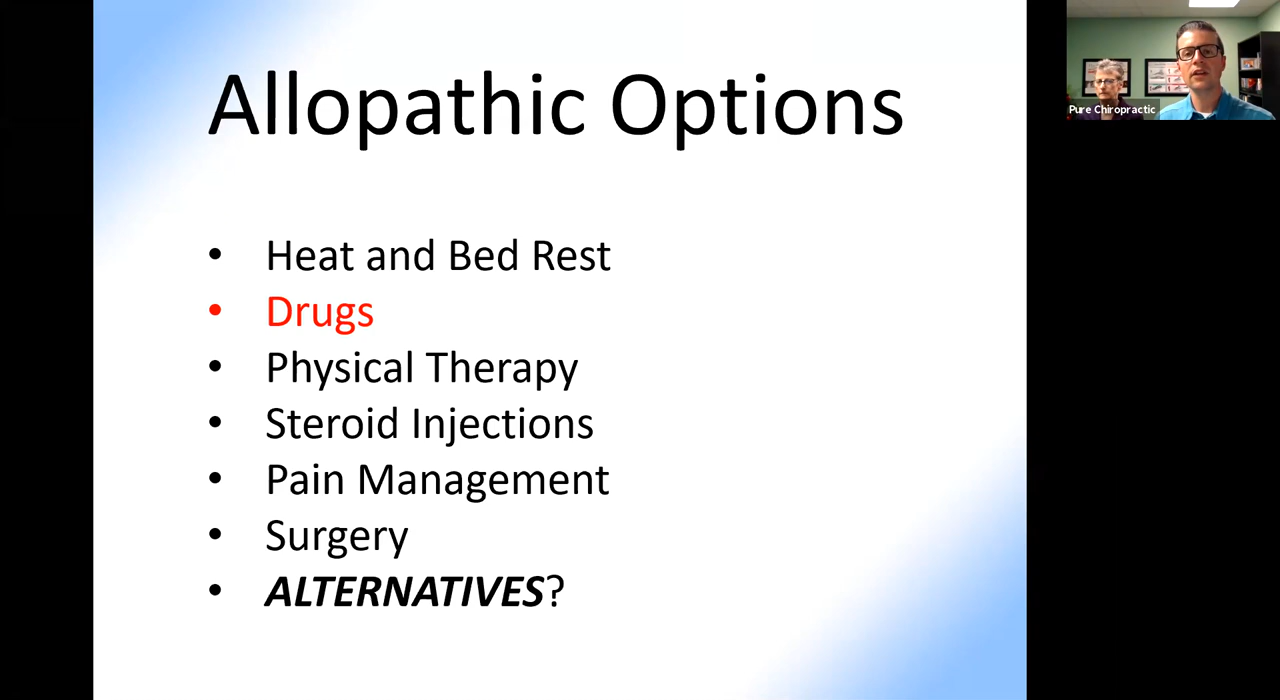 Allopathic Options
• Heat and Bed Rest
• Drugs
• Physical Therapy
• Steroid Injections
• Pain Management
• Surgery
• ALTERNATIVES?
Pure Chiropractic